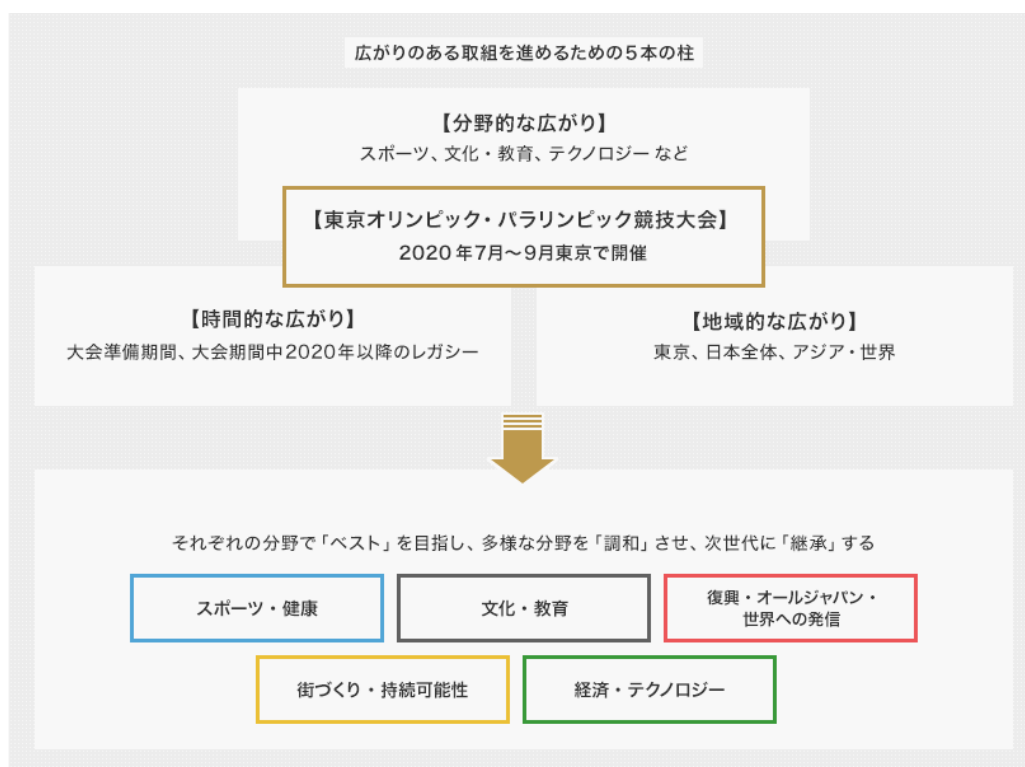 広がりのある取組を進めるための5本の柱
【分野的な広がり】
スポーツ、文化・教育、テクノロジー など
【東京オリンピック・パラリンピック競技大会】
2020年7月～9月東京で開催
【時間的な広がり】
大会準備期間、大会期間中2020年以降のレガシー
【地域的な広がり】
東京、日本全体、アジア・世界
それぞれの分野で「ベスト」を目指し、多様な分野を「調和」させ、次世代に「継承」する
スポーツ・健康
文化・教育
復興・オールジャパン・
世界への発信
街づくり・持続可能性
経済・テクノロジー